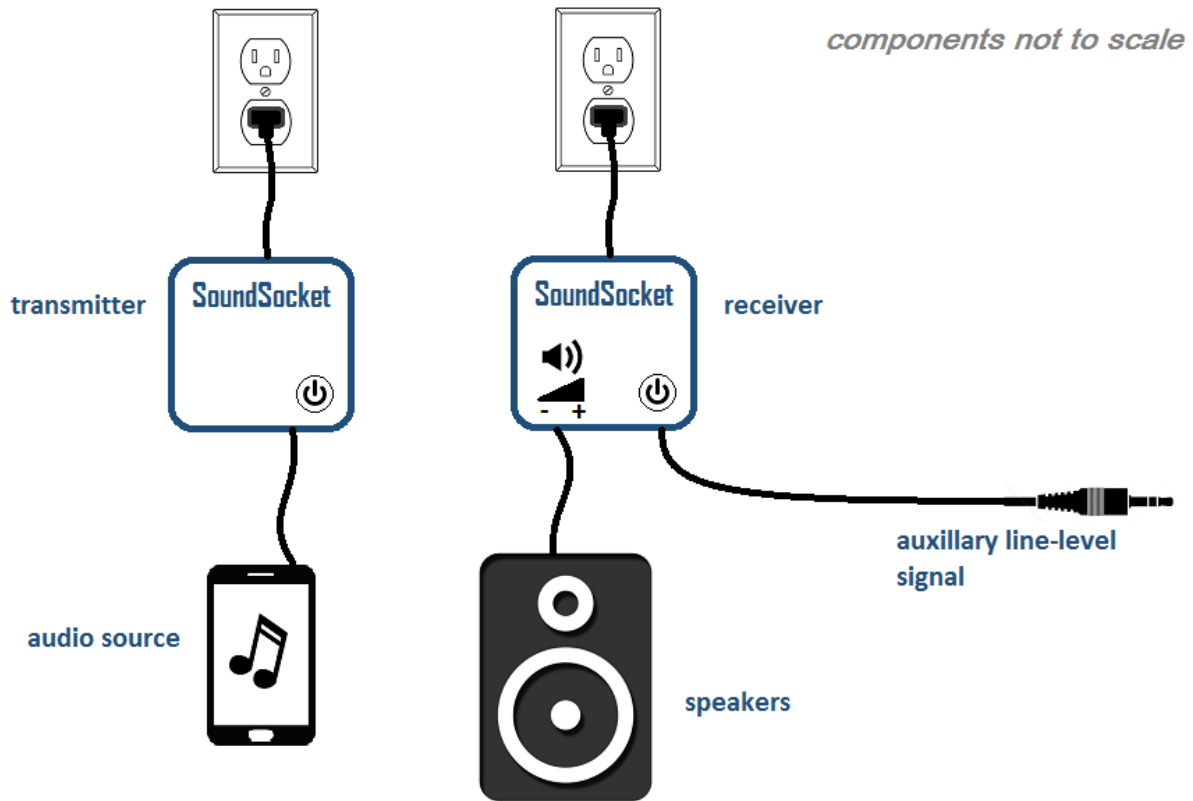 components not to scale
SoundSocket
SoundSocket
transmitter
receiver
- +
auxillary line-level
signal
audio source
speakers